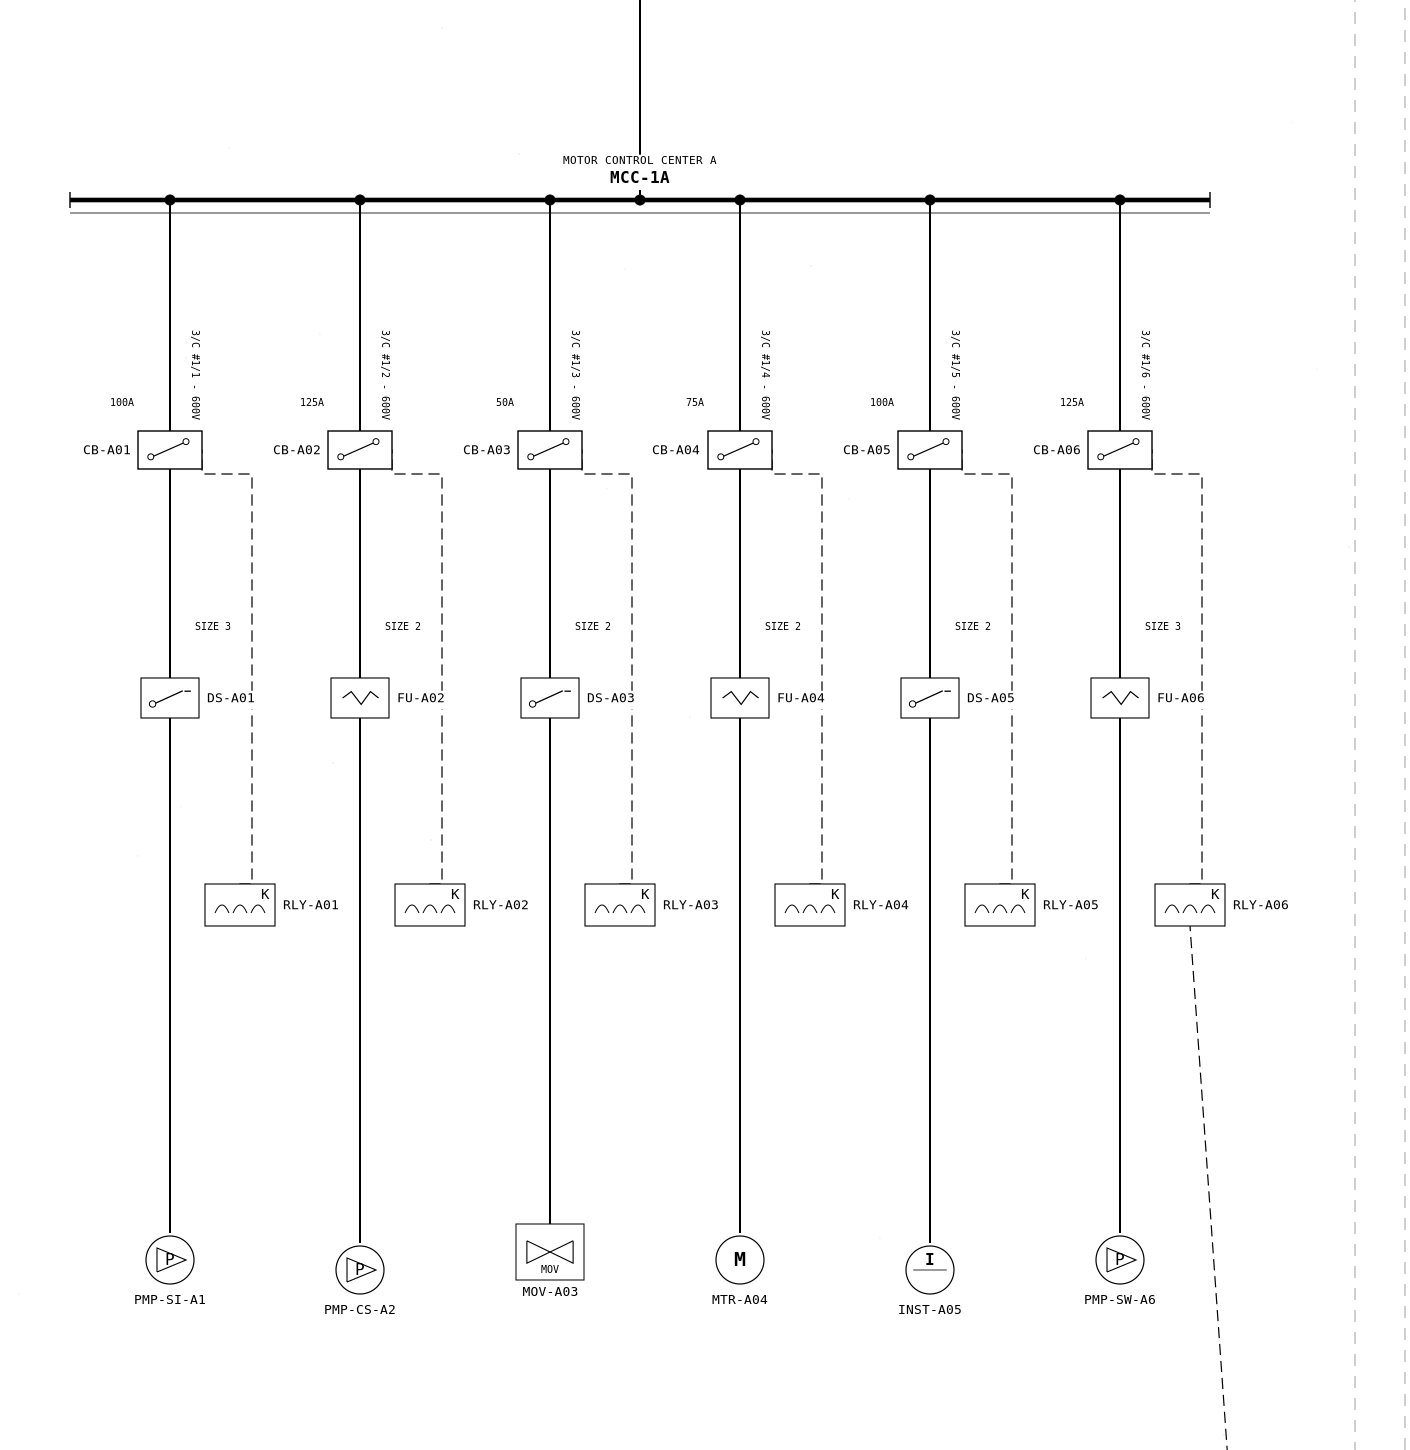 MOTOR CONTROL CENTER A
MCC-1A
3/C #1/1 - 600V
3/C #1/2 - 600V
3/C #1/3 - 600V
3/C #1/4 - 600V
3/C #1/5 - 600V
3/C #1/6 - 600V
100A
125A
50A
75A
100A
125A
CB-A01
CB-A02
CB-A03
CB-A04
CB-A05
CB-A06
SIZE 3
SIZE 2
SIZE 2
SIZE 2
SIZE 2
SIZE 3
DS-A01
FU-A02
DS-A03
FU-A04
DS-A05
FU-A06
K
RLY-A01
K
RLY-A02
K
RLY-A03
K
RLY-A04
K
RLY-A05
K
RLY-A06
P
PMP-SI-A1
P
PMP-CS-A2
MOV
MOV-A03
M
MTR-A04
I
INST-A05
P
PMP-SW-A6